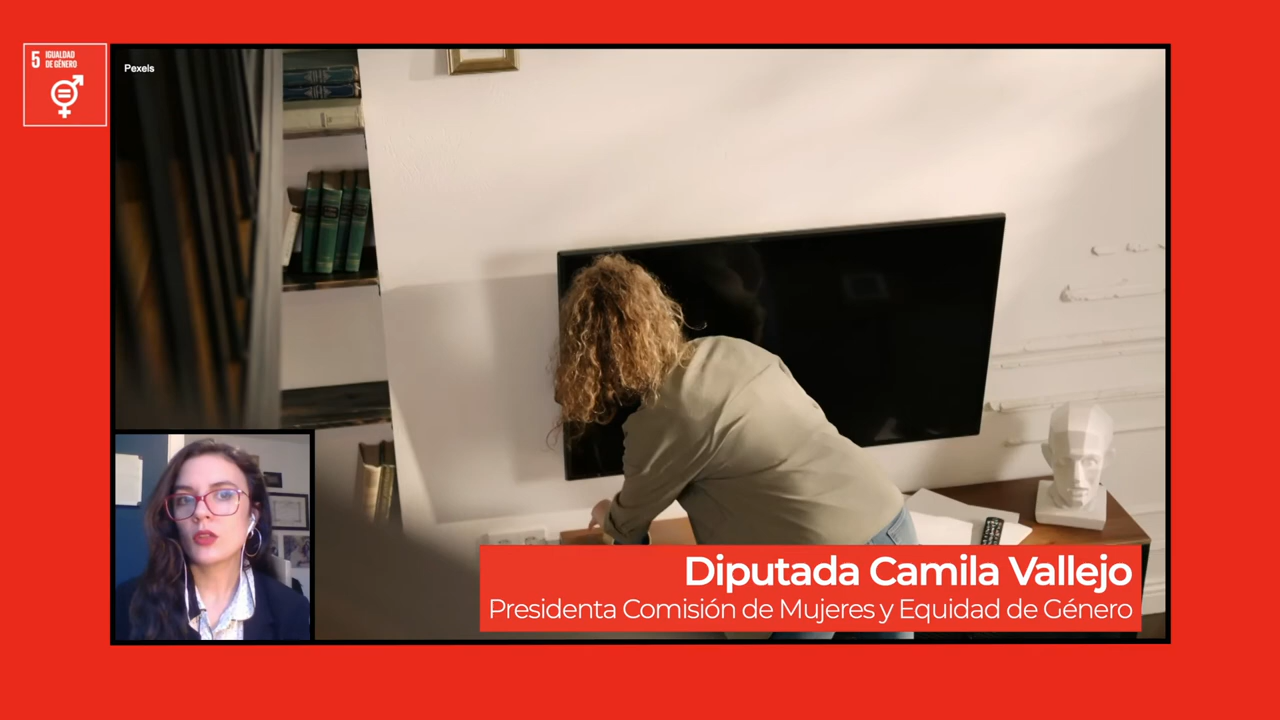 5 IGUALDAD
DE GÉNERO
Pexels
Diputada Camila Vallejo
Presidenta Comisión de Mujeres y Equidad de Género